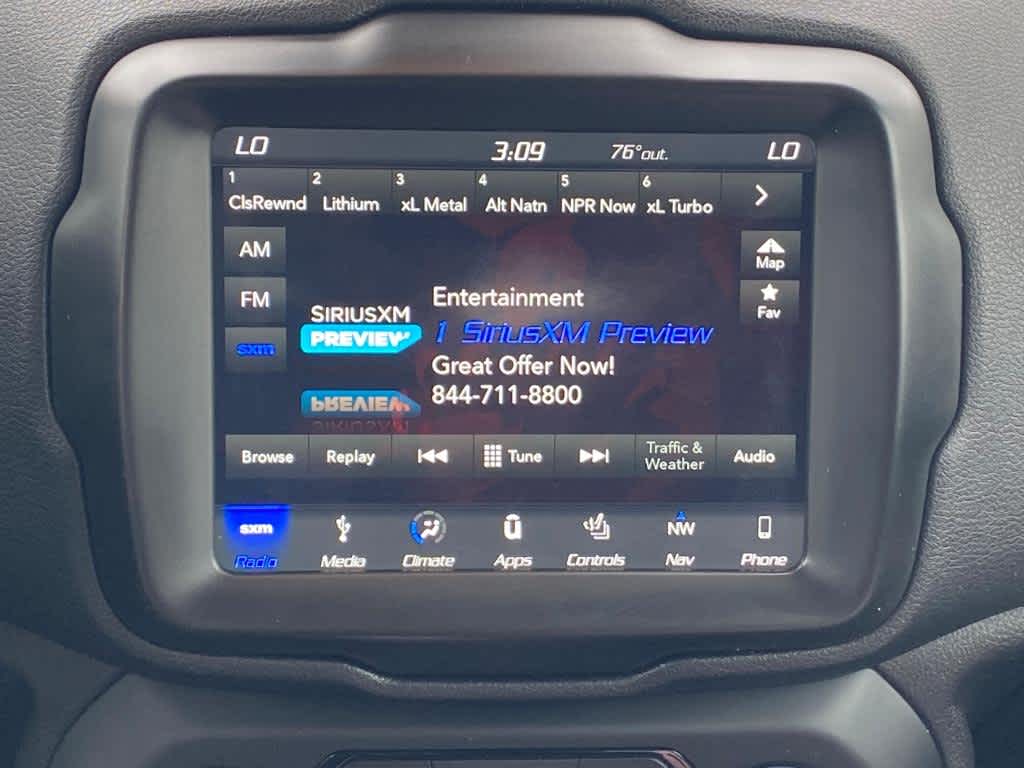 LO 3:09 76°out. LO
1 2 3 4 5 6
ClsRewnd Lithium xL Metal Alt Natn NPR Now xL Turbo
AM
Map
FM
Fav
sxm
SIRIUSXM
PREVIEW
Entertainment
1 SiriusXM Preview
Great Offer Now!
844-711-8800
Browse Replay Tune Traffic & Weather Audio
sxm NW
Radio Media Climate Apps Controls Nav Phone